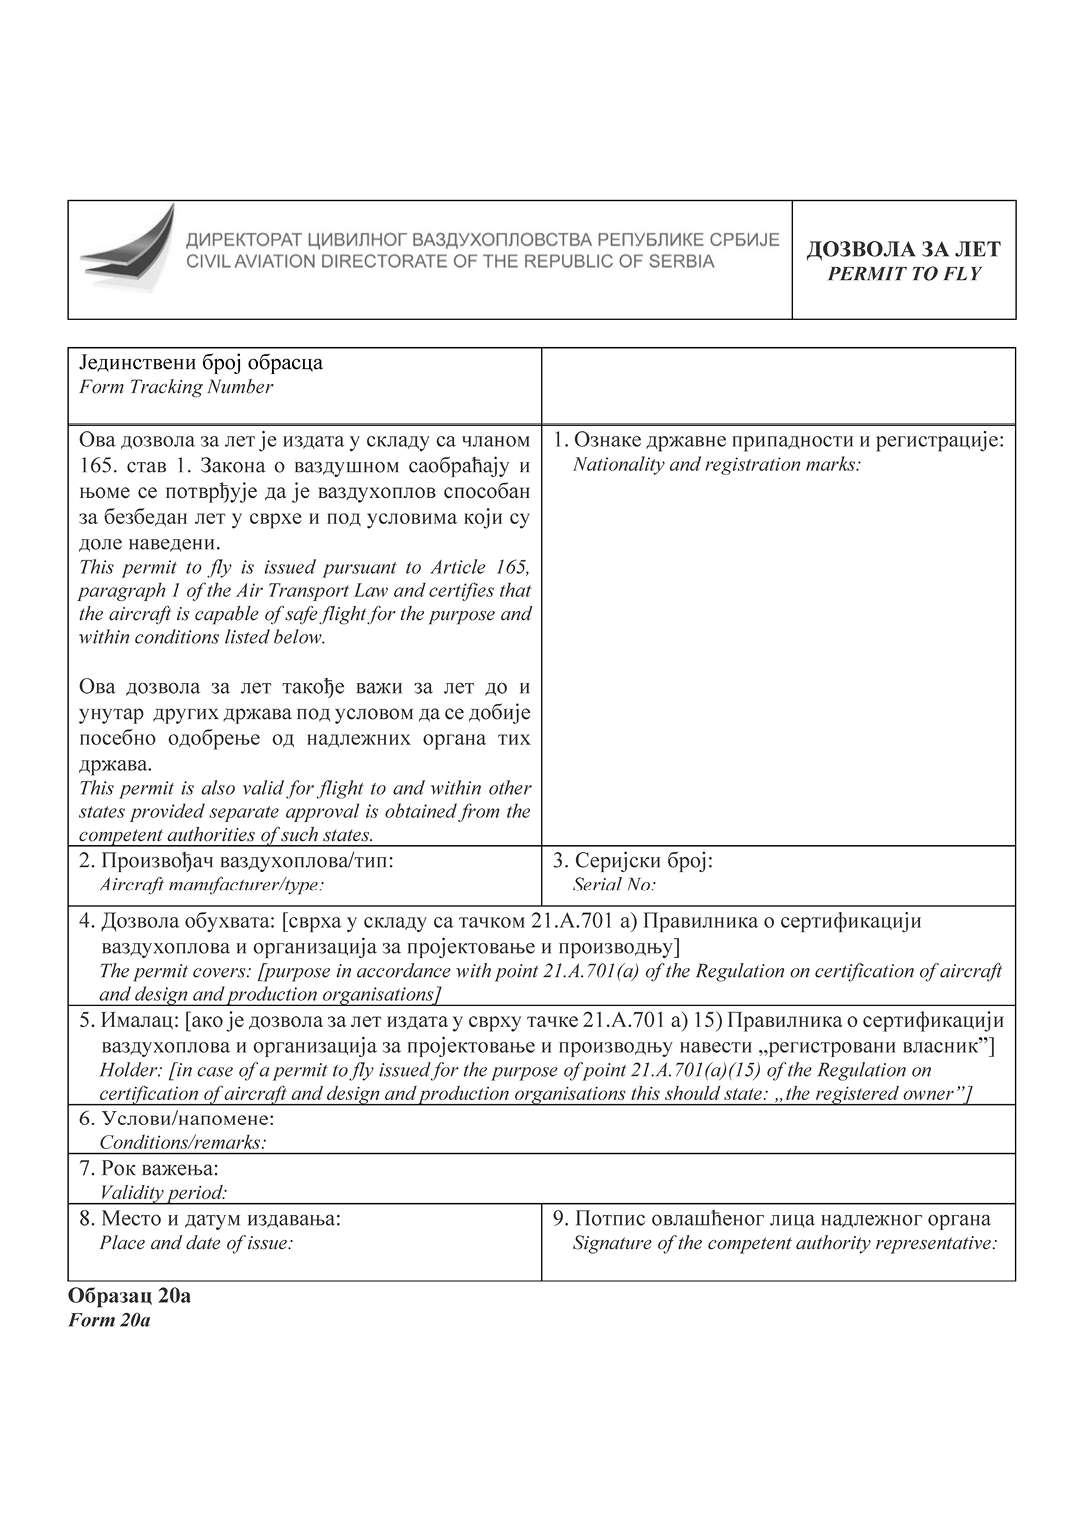 ДИРЕКТОРАТ ЦИВИЛНОГ ВАЗДУХОПЛОВСТВА РЕПУБЛИКЕ СРБИЈЕ
CIVIL AVIATION DIRECTORATE OF THE REPUBLIC OF SERBIA
ДОЗВОЛА ЗА ЛЕТ
PERMIT TO FLY
Јединствени број обрасца
Form Tracking Number
Ова дозвола за лет је издата у складу са чланом
165. став 1. Закона о ваздушном саобраћају и
њоме се потврђује да је ваздухоплов способан
за безбедан лет у сврхе и под условима који су
доле наведени.
This permit to fly is issued pursuant to Article 165,
paragraph 1 of the Air Transport Law and certifies that
the aircraft is capable of safe flight for the purpose and
within conditions listed below.
Ова дозвола за лет такође важи за лет до и
унутар других држава под условом да се добије
посебно одобрење од надлежних органа тих
држава.
This permit is also valid for flight to and within other
states provided separate approval is obtained from the
competent authorities of such states.
1. Ознаке државне припадности и регистрације:
Nationality and registration marks:
2. Произвођач ваздухоплова/тип:
Aircraft manufacturer/type:
3. Серијски број:
Serial No:
4. Дозвола обухвата: [сврха у складу са тачком 21.А.701 а) Правилника о сертификацији
ваздухоплова и организација за пројектовање и производњу]
The permit covers: [purpose in accordance with point 21.A.701(a) of the Regulation on certification of aircraft
and design and production organisations]
5. Ималац: [ако је дозвола за лет издата у сврху тачке 21.А.701 а) 15) Правилника о сертификацији
ваздухоплова и организација за пројектовање и производњу навести „регистровани власник”]
Holder: [in case of a permit to fly issued for the purpose of point 21.A.701(a)(15) of the Regulation on
certification of aircraft and design and production organisations this should state: „the registered owner”]
6. Услови/напомене:
Conditions/remarks:
7. Рок важења:
Validity period:
8. Место и датум издавања:
Place and date of issue:
9. Потпис овлашћеног лица надлежног органа
Signature of the competent authority representative:
Образац 20a
Form 20a